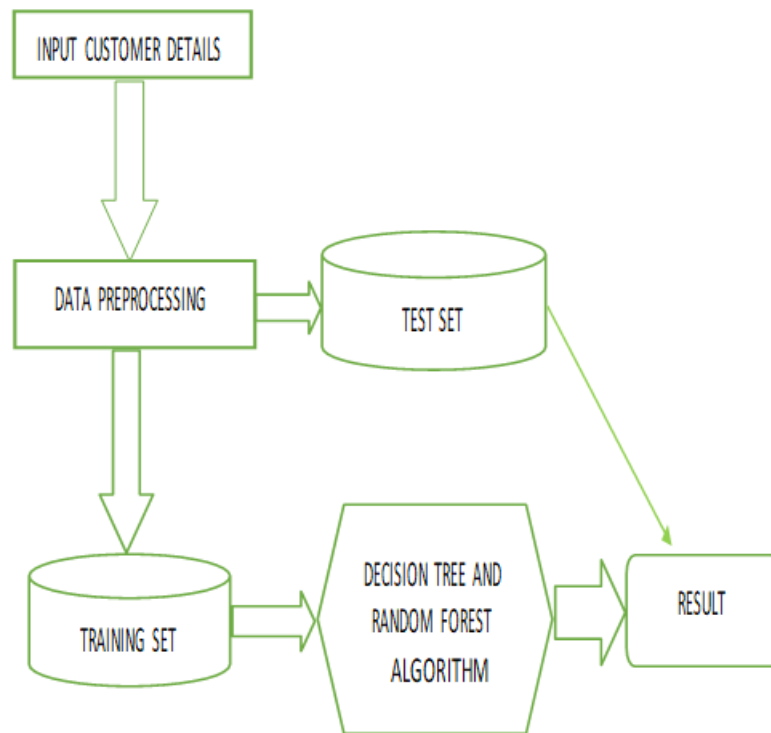 INPUT CUSTOMER DETAILS
DATA PREPROCESSING
TEST SET
TRAINING SET
DECISION TREE AND
RANDOM FOREST
ALGORITHM
RESULT